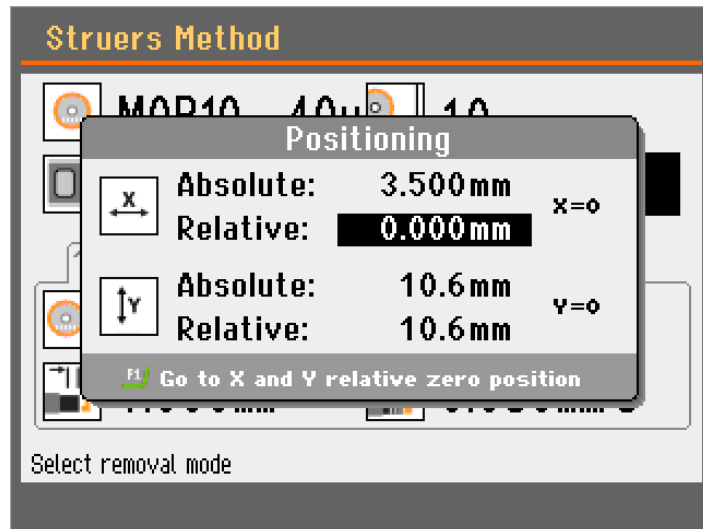 Struers Method
Positioning
X
Absolute: 3.500mm
Relative: 0.000mm
X=0
Y
Absolute: 10.6mm
Relative: 10.6mm
Y=0
F1 Go to X and Y relative zero position
Select removal mode